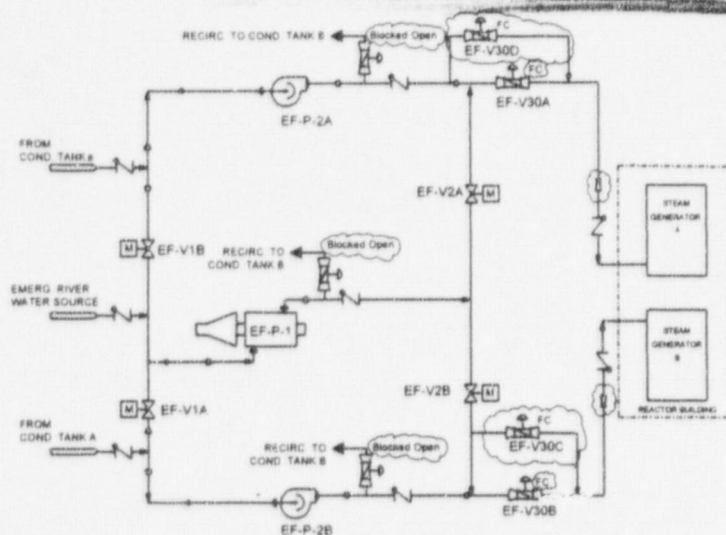 RECIRC TO COND TANK B
Blocked Open
FC
EF-V30D
FC
EF-V30A
EF-P-2A
FROM
COND TANK B
EF-V2A
M
STEAM
GENERATOR
A
M
EF-V1B
RECIRC TO
COND TANK B
Blocked Open
EMERG RIVER
WATER SOURCE
EF-P-1
STEAM
GENERATOR
B
EF-V2B
M
M
EF-V1A
REACTOR BUILDING
FROM
COND TANK A
RECIRC TO
COND TANK B
Blocked Open
FC
EF-V30C
FC
EF-V30B
EF-P-2B